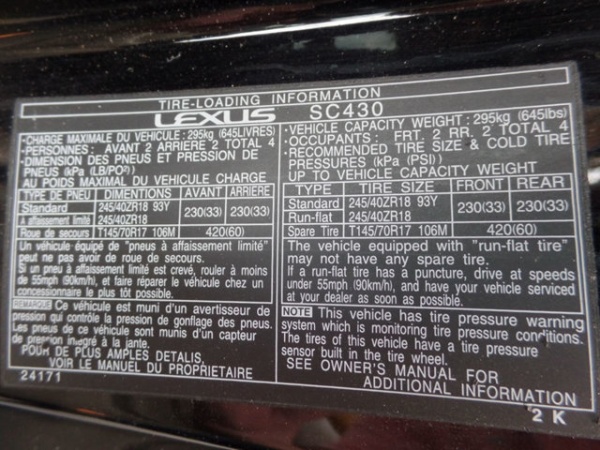 TIRE-LOADING INFORMATION
LEXUS SC430
•CHARGE MAXIMALE DU VÉHICULE: 295kg (645LIVRES)
•PERSONNES: AVANT 2 ARRIÈRE 2 TOTAL 4
•DIMENSION DES PNEUS ET PRESSION DE
PNEUS (kPa (LB/PO²))
AU POIDS MAXIMAL DU VÉHICULE CHARGÉ
TYPE DE PNEU DIMENTIONS AVANT ARRIÈRE
Standard 245/40ZR18 93Y 230(33) 230(33)
Affaissement limité 245/40ZR18
Roue de secours T145/70R17 106M 420(60)
Un véhicule équipé de "pneus à affaissement limité"
peut ne pas avoir de roue de secours.
Si un pneu à affaissement limité est crevé, rouler à moins
de 55mph (90km/h), et faire réparer le véhicule chez un
concessionnaire le plus tôt possible.
REMARQUE Ce véhicule est muni d'un avertisseur de
pression qui contrôle la pression de gonflage des pneus.
Les pneus de ce véhicule sont munis d'un capteur
de pression intégré à la jante.
POUR DE PLUS AMPLES DETAILS,
VOIR LE MANUEL DU PROPRIETAIRE
24171
•VEHICLE CAPACITY WEIGHT: 295kg (645lbs)
•OCCUPANTS: FRT. 2 RR. 2 TOTAL 4
•RECOMMENDED TIRE SIZE & COLD TIRE
PRESSURES (kPa (PSI))
UP TO VEHICLE CAPACITY WEIGHT
TYPE TIRE SIZE FRONT REAR
Standard 245/40ZR18 93Y 230(33) 230(33)
Run-flat 245/40ZR18
Spare Tire T145/70R17 106M 420(60)
The vehicle equipped with "run-flat tire"
may not have any spare tire.
If a run-flat tire has a puncture, drive at speeds
under 55mph (90km/h), and have your vehicle serviced
at your dealer as soon as possible.
NOTE This vehicle has tire pressure warning
system which is monitoring tire pressure conditions.
The tires of this vehicle have a tire pressure
sensor built in the tire wheel.
SEE OWNER'S MANUAL FOR
ADDITIONAL INFORMATION
2 K